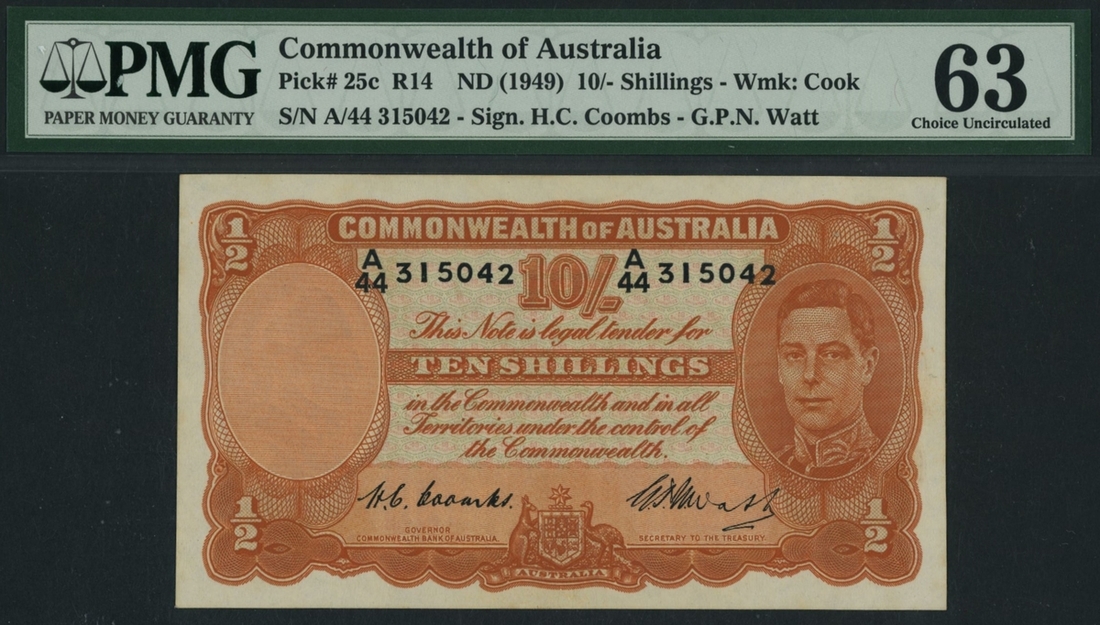 PMG
PAPER MONEY GUARANTY
Commonwealth of Australia
Pick# 25c R14 ND (1949) 10/- Shillings - Wmk: Cook
S/N A/44 315042 - Sign. H.C. Coombs - G.P.N. Watt
63
Choice Uncirculated
1/2
1/2
COMMONWEALTH OF AUSTRALIA
A/44 315042
A/44 315042
10/-
This Note is legal tender for
TEN SHILLINGS
in the Commonwealth and in all
Territories under the control of
the Commonwealth.
H.C. Coombs.
G.P.N. Watt
GOVERNOR
COMMONWEALTH BANK OF AUSTRALIA.
SECRETARY TO THE TREASURY.
1/2
1/2
AUSTRALIA